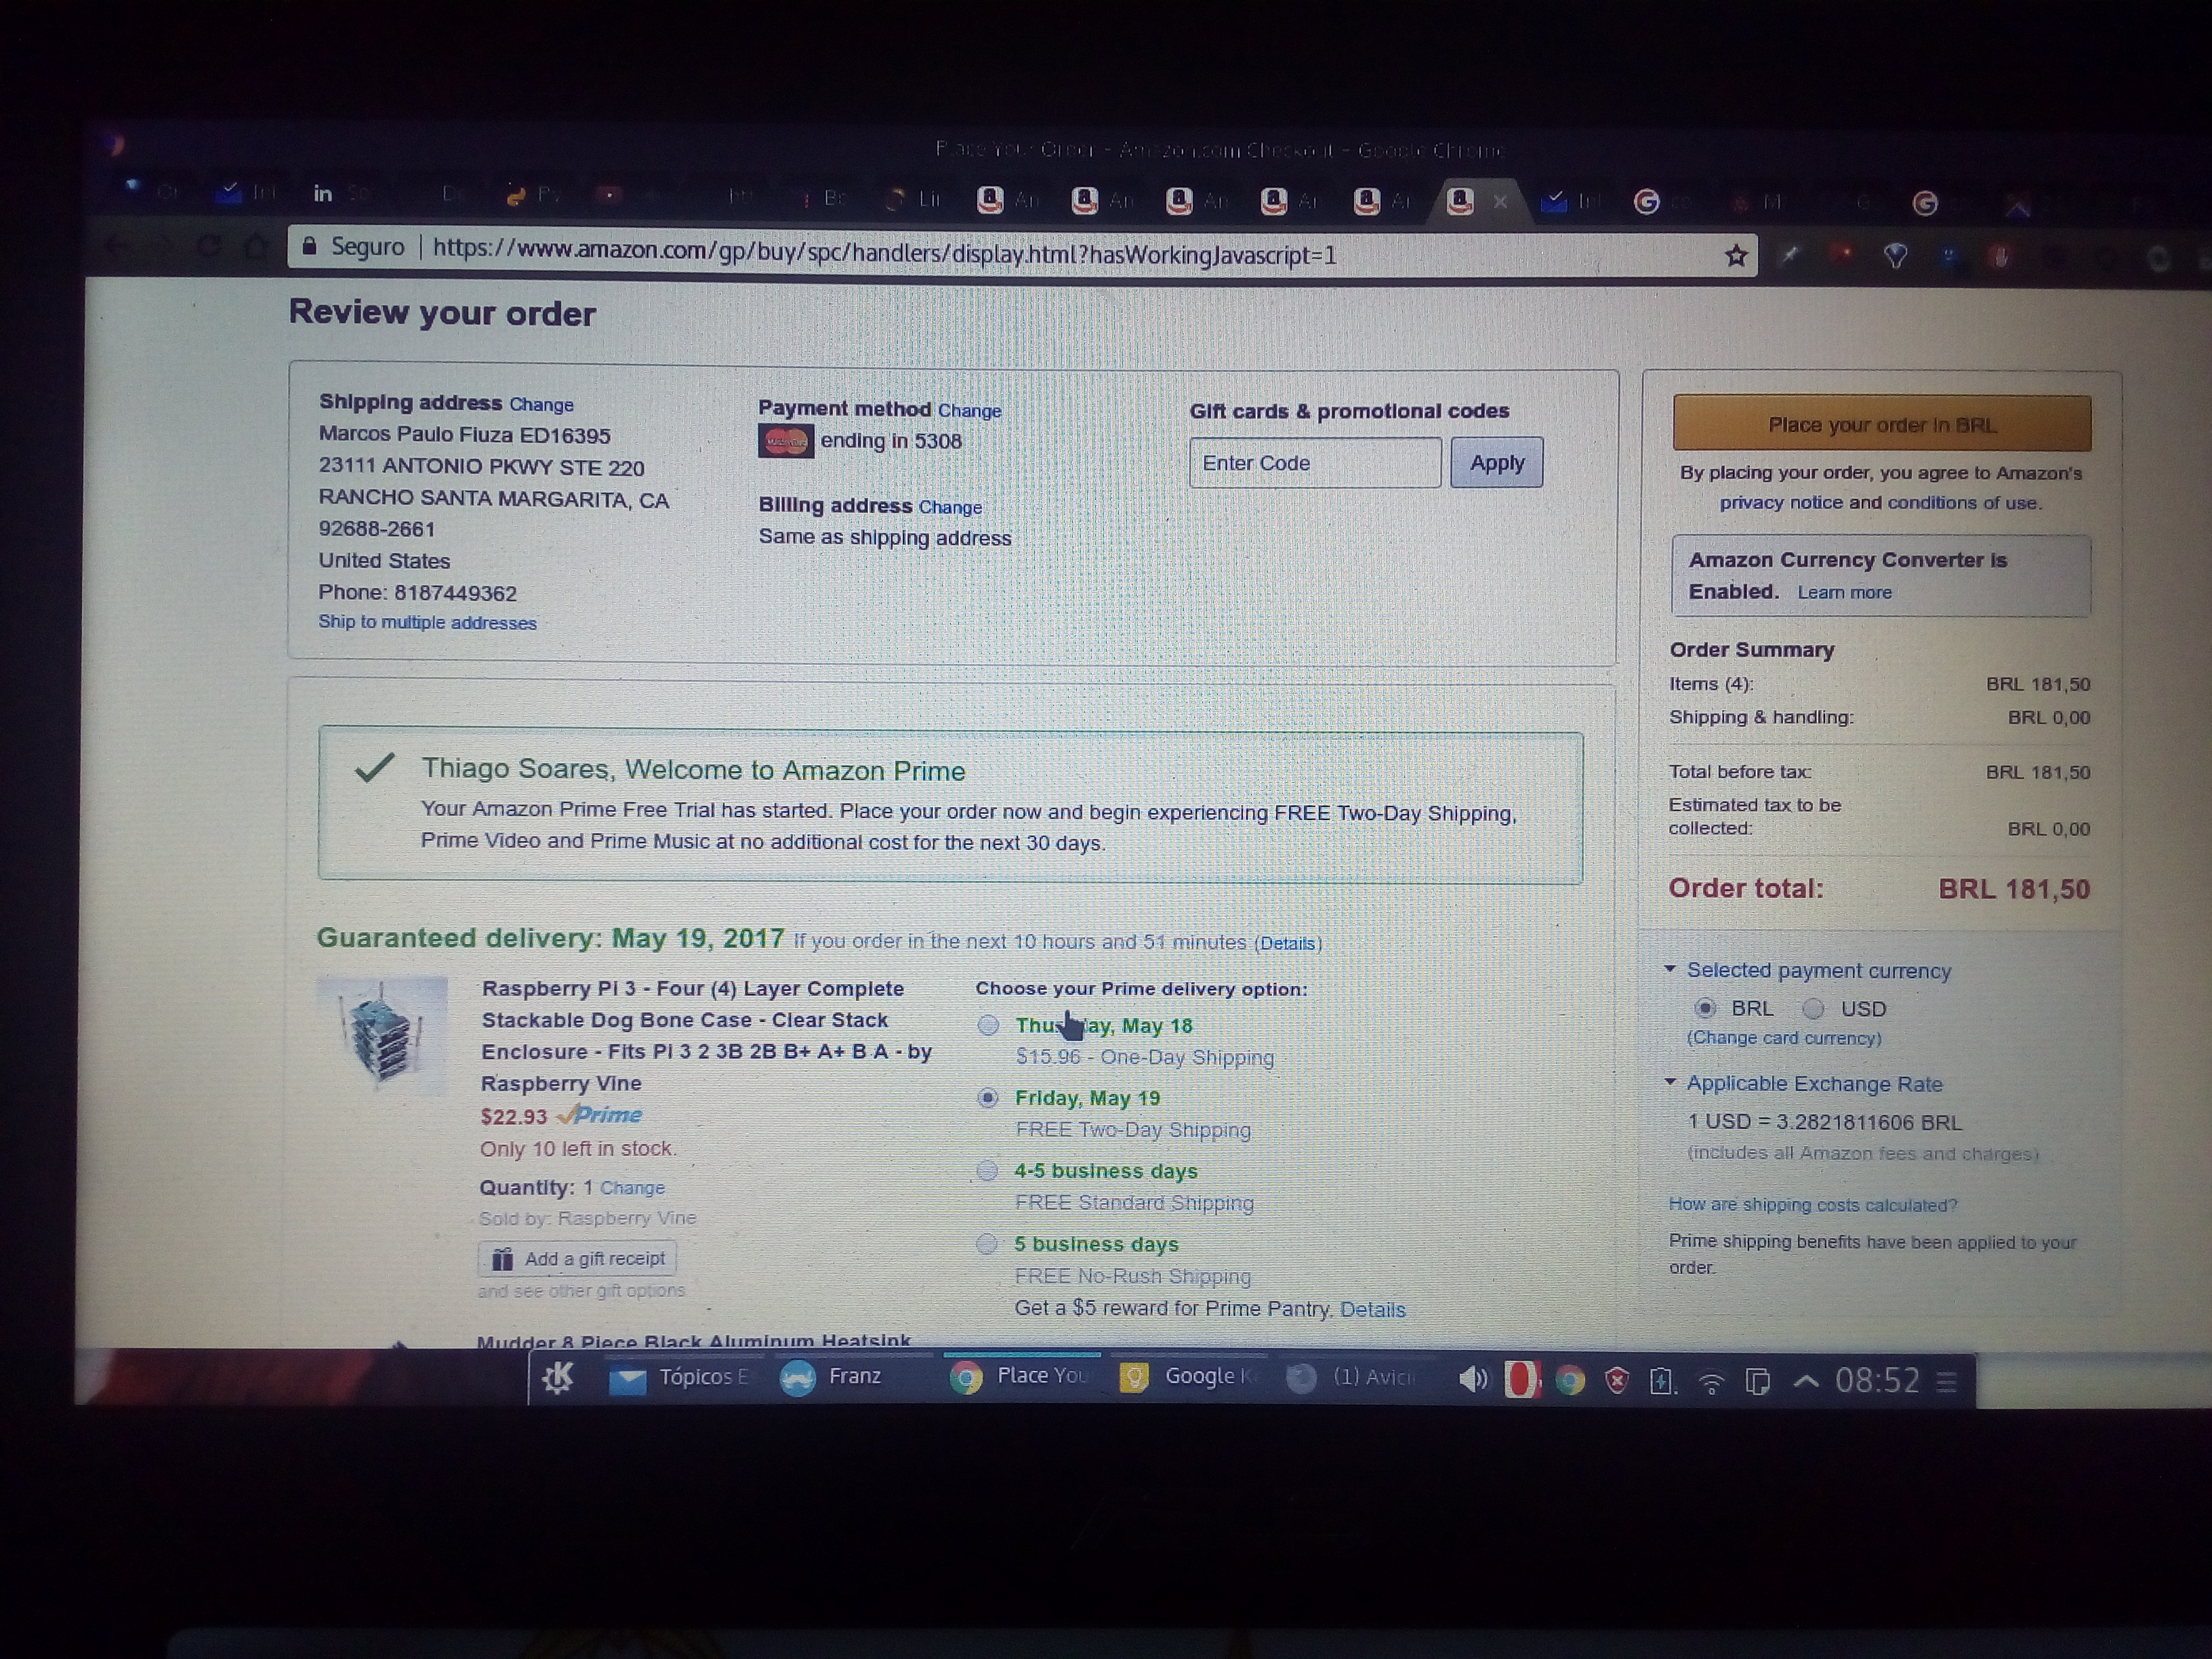 Place Your Order - Amazon.com Checkout - Google Chrome
in
Seguro | https://www.amazon.com/gp/buy/spc/handlers/display.html?hasWorkingJavascript=1
Review your order
Shipping address Change
Marcos Paulo Fiuza ED16395
23111 ANTONIO PKWY STE 220
RANCHO SANTA MARGARITA, CA
92688-2661
United States
Phone: 8187449362
Ship to multiple addresses
Payment method Change
MasterCard ending in 5308
Billing address Change
Same as shipping address
Gift cards & promotional codes
Enter Code Apply
Place your order in BRL
By placing your order, you agree to Amazon's
privacy notice and conditions of use.
Amazon Currency Converter is
Enabled. Learn more
Order Summary
Items (4): BRL 181,50
Shipping & handling: BRL 0,00
Total before tax: BRL 181,50
Estimated tax to be
collected: BRL 0,00
Order total: BRL 181,50
Selected payment currency
BRL USD
(Change card currency)
Applicable Exchange Rate
1 USD = 3.2821811606 BRL
(includes all Amazon fees and charges)
How are shipping costs calculated?
Prime shipping benefits have been applied to your
order.
Thiago Soares, Welcome to Amazon Prime
Your Amazon Prime Free Trial has started. Place your order now and begin experiencing FREE Two-Day Shipping,
Prime Video and Prime Music at no additional cost for the next 30 days.
Guaranteed delivery: May 19, 2017 If you order in the next 10 hours and 51 minutes (Details)
Raspberry Pi 3 - Four (4) Layer Complete
Stackable Dog Bone Case - Clear Stack
Enclosure - Fits Pi 3 2 3B 2B B+ A+ B A - by
Raspberry Vine
$22.93 Prime
Only 10 left in stock.
Quantity: 1 Change
Sold by: Raspberry Vine
Add a gift receipt
and see other gift options
Mudder 8 Piece Black Aluminum Heatsink
Choose your Prime delivery option:
May 18
$15.96 - One-Day Shipping
Friday, May 19
FREE Two-Day Shipping
4-5 business days
FREE Standard Shipping
5 business days
FREE No-Rush Shipping
Get a $5 reward for Prime Pantry. Details
Tópicos E Franz Place You Google K (1) Avicii 08:52